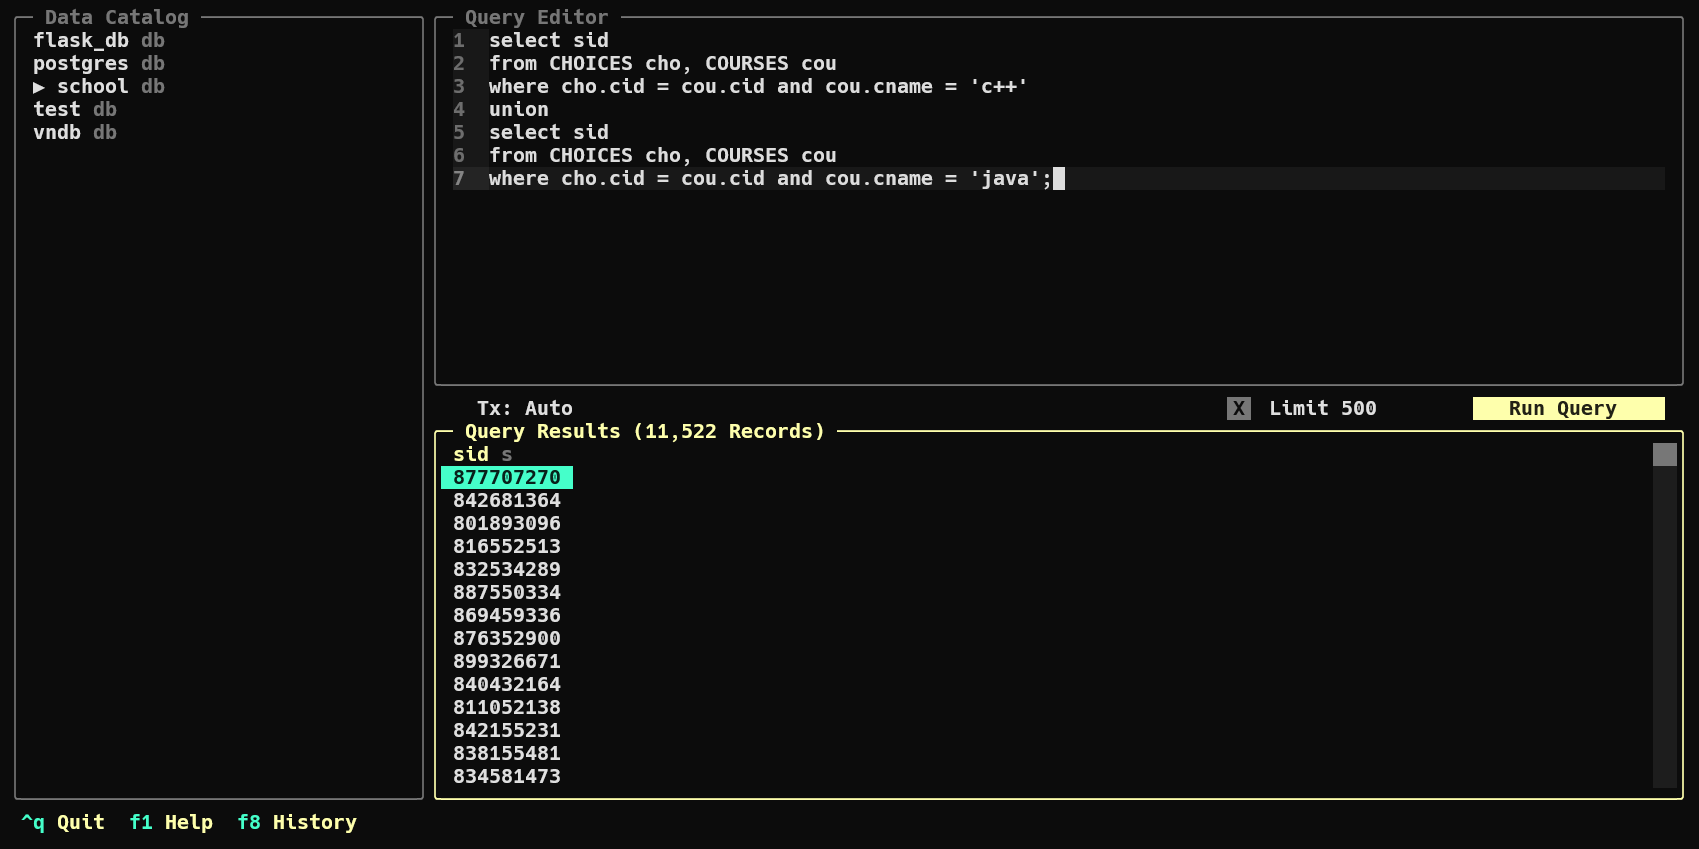 Data Catalog
flask_db db
postgres db
▶ school db
test db
vndb db
Query Editor
1 select sid
2 from CHOICES cho, COURSES cou
3 where cho.cid = cou.cid and cou.cname = 'c++'
4 union
5 select sid
6 from CHOICES cho, COURSES cou
7 where cho.cid = cou.cid and cou.cname = 'java';
Tx: Auto X Limit 500 Run Query
Query Results (11,522 Records)
sid s
877707270
842681364
801893096
816552513
832534289
887550334
869459336
876352900
899326671
840432164
811052138
842155231
838155481
834581473
^q Quit f1 Help f8 History